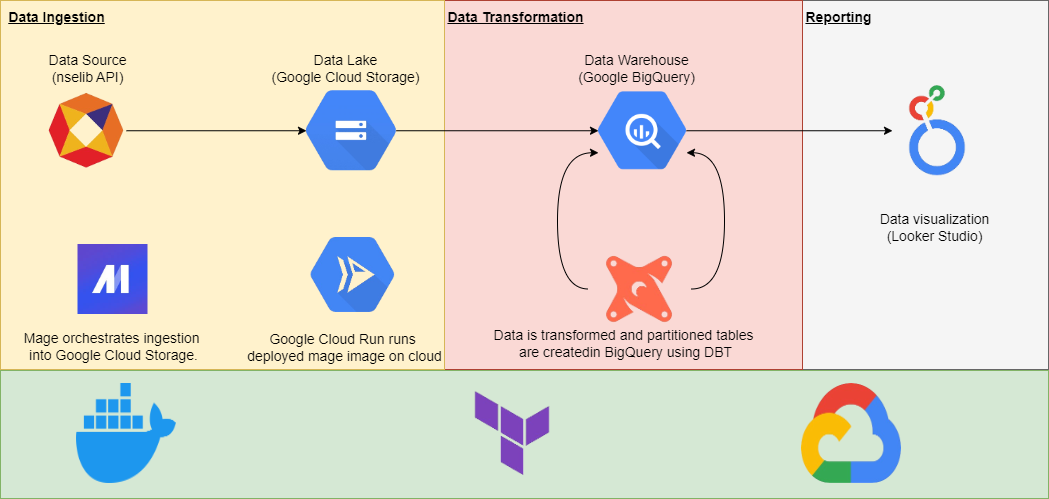 Data Ingestion
Data Transformation
Reporting
Data Source
(nselib API)
Data Lake
(Google Cloud Storage)
Data Warehouse
(Google BigQuery)
Data visualization
(Looker Studio)
Mage orchestrates ingestion
into Google Cloud Storage.
Google Cloud Run runs
deployed mage image on cloud
Data is transformed and partitioned tables
are createdin BigQuery using DBT